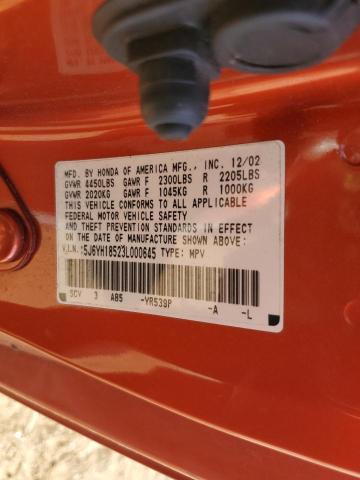 MFD. BY HONDA OF AMERICA MFG., INC. 12/02
GVWR 4450LBS GAWR F 2300LBS R 2205LBS
GVWR 2020KG GAWR F 1045KG R 1000KG
THIS VEHICLE CONFORMS TO ALL APPLICABLE
FEDERAL MOTOR VEHICLE SAFETY
AND THEFT PREVENTION STANDARDS IN EFFECT
ON THE DATE OF MANUFACTURE SHOWN ABOVE.
V.I.N.:5J6YH18523L000645 TYPE: MPV
SCV 3 AB5 -YR539P -A -L